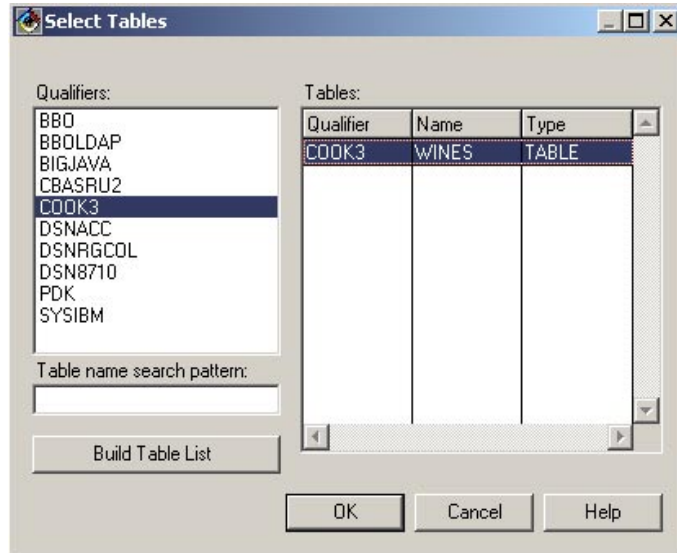 Select Tables
Qualifiers:
BBO
BBOLDAP
BIGJAVA
CBASRU2
COOK3
DSNACC
DSNRGCOL
DSN8710
PDK
SYSIBM
Table name search pattern:
Build Table List
Tables:
Qualifier Name Type
COOK3 WINES TABLE
OK Cancel Help